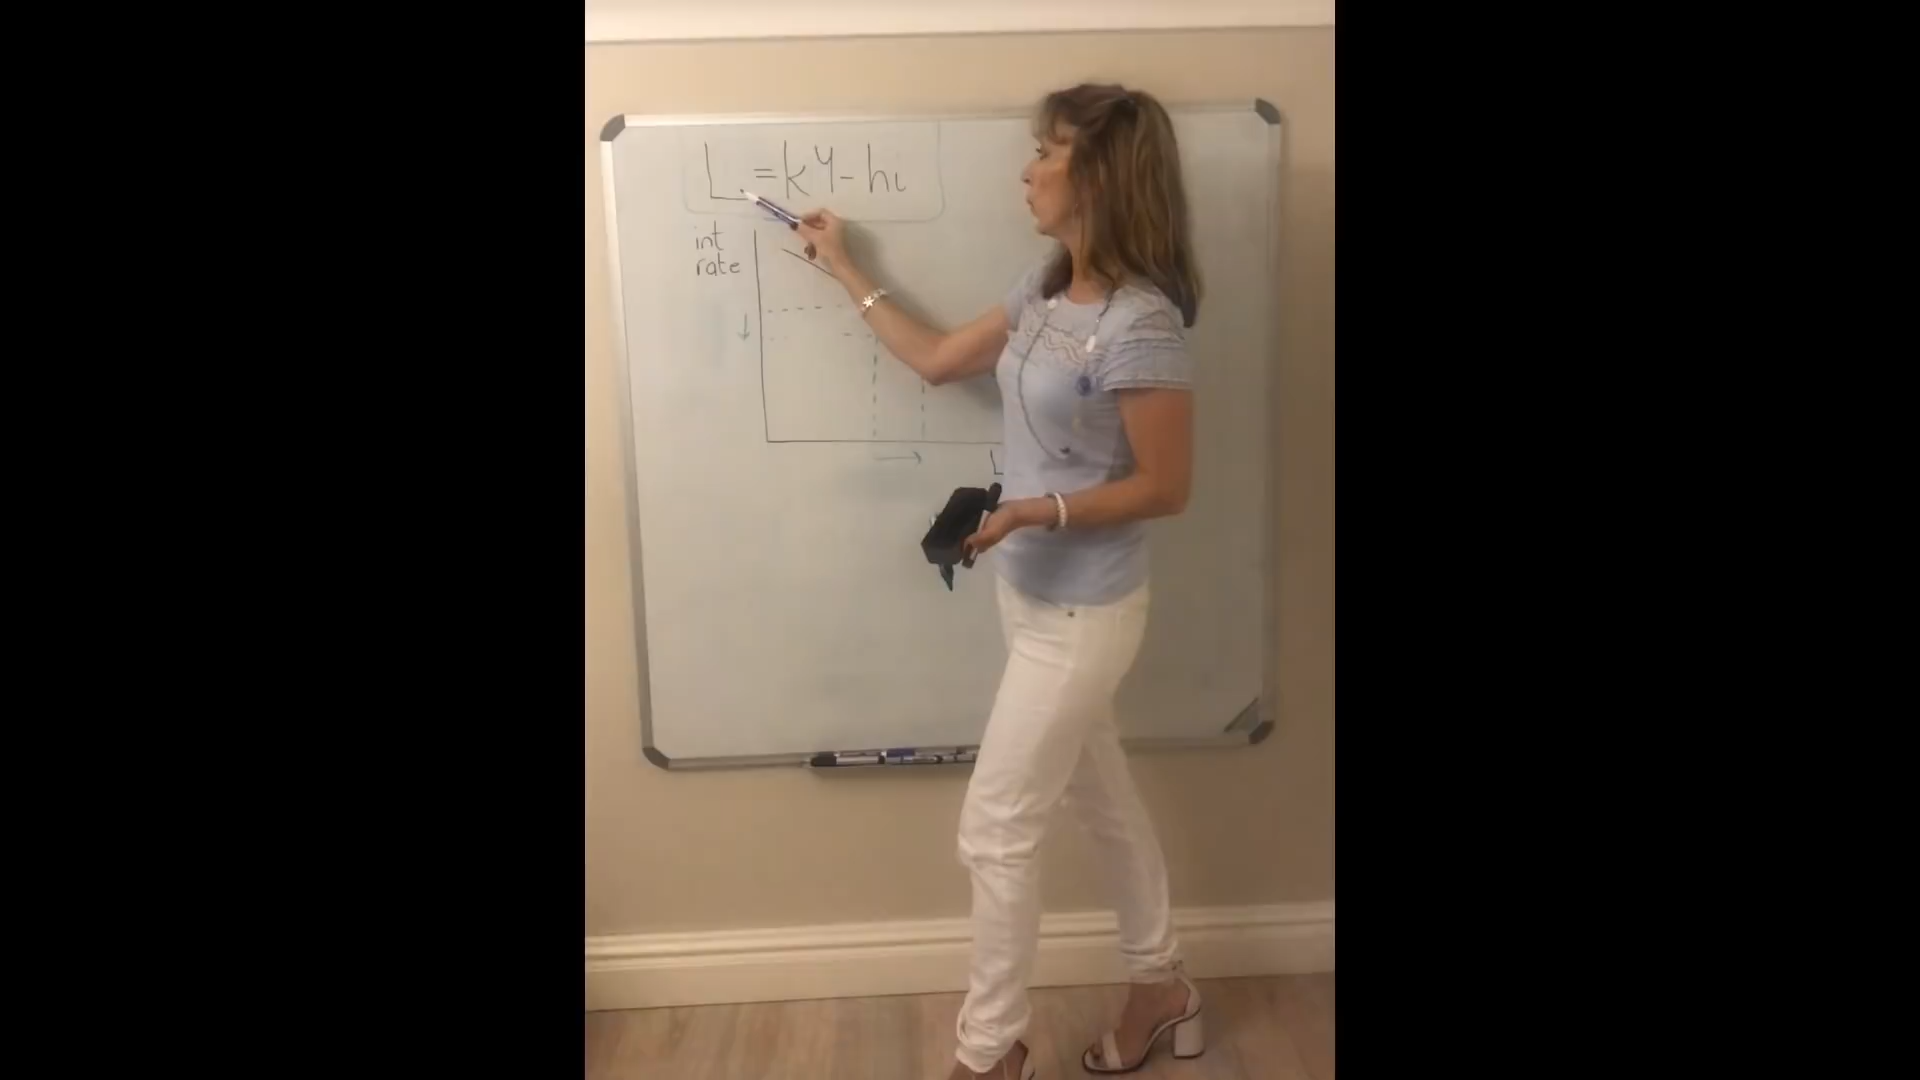 L = kY - hi
int
rate
L